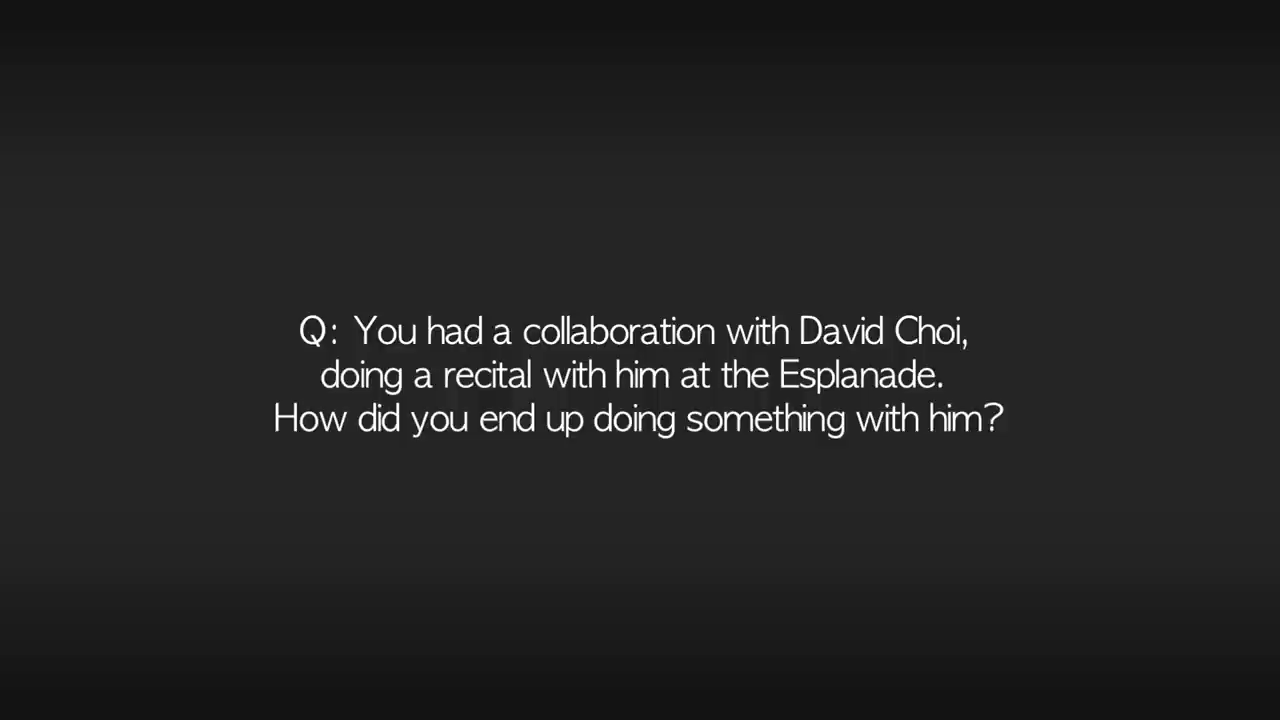 Q: You had a collaboration with David Choi,
doing a recital with him at the Esplanade.
How did you end up doing something with him?